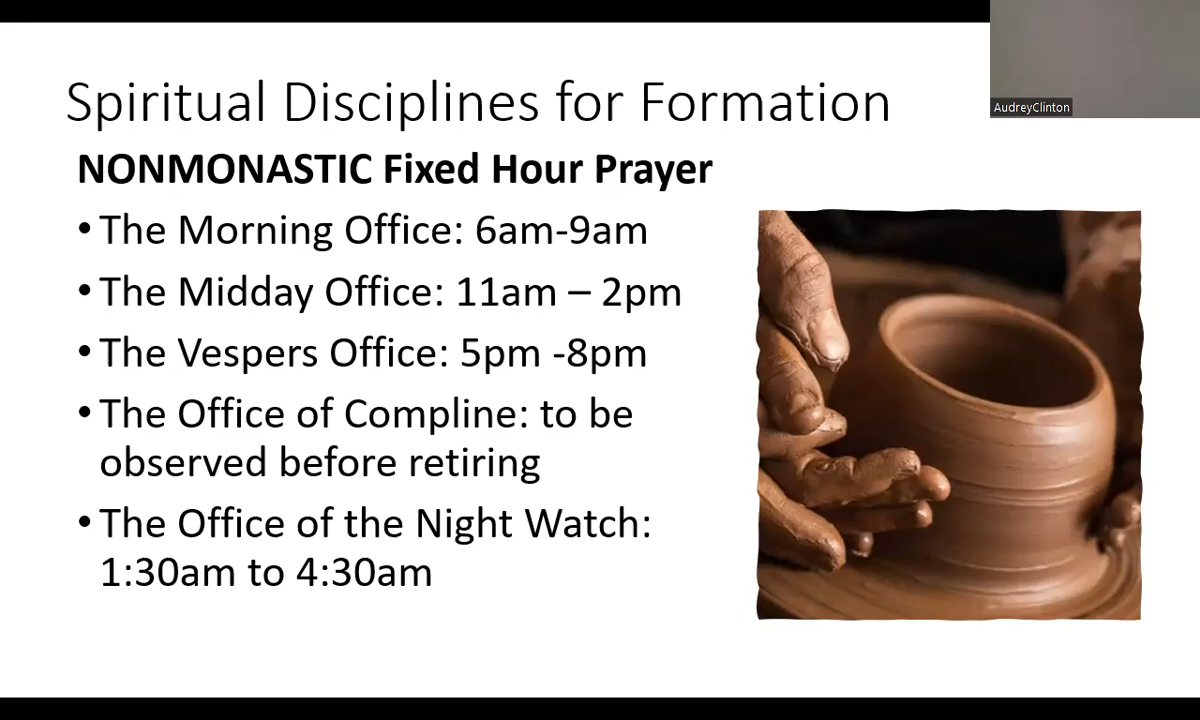 Spiritual Disciplines for Formation
AudreyClinton
NONMONASTIC Fixed Hour Prayer
• The Morning Office: 6am-9am
• The Midday Office: 11am – 2pm
• The Vespers Office: 5pm -8pm
• The Office of Compline: to be
observed before retiring
• The Office of the Night Watch:
1:30am to 4:30am